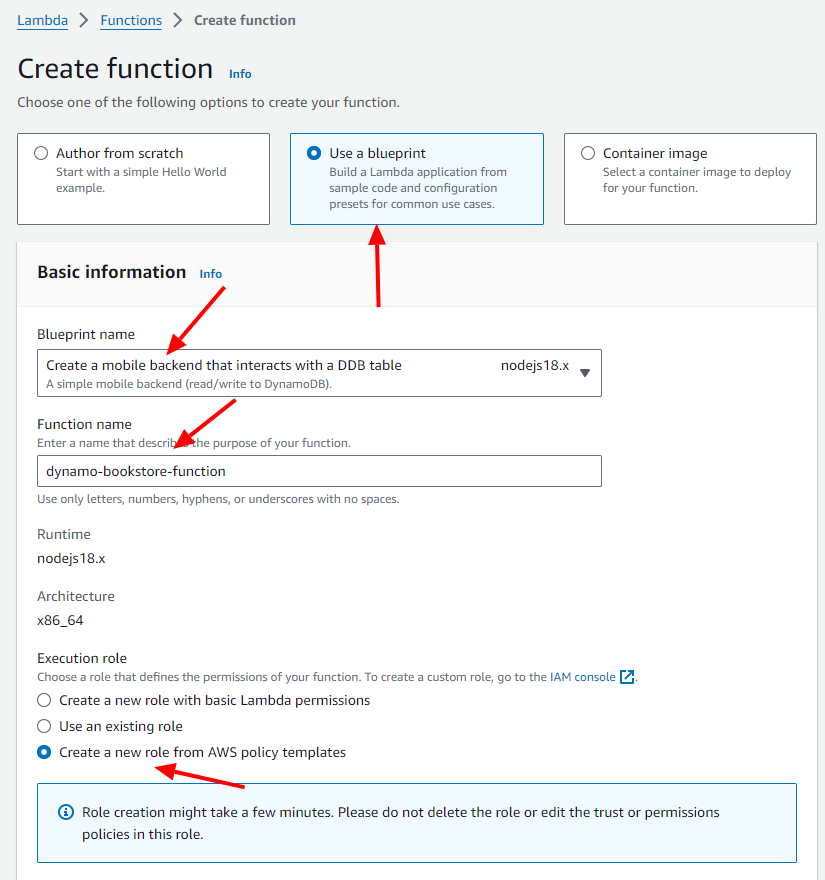 Lambda > Functions > Create function
Create function Info
Choose one of the following options to create your function.
Author from scratch
Start with a simple Hello World
example.
Use a blueprint
Build a Lambda application from
sample code and configuration
presets for common use cases.
Container image
Select a container image to deploy
for your function.
Basic information Info
Blueprint name
Create a mobile backend that interacts with a DDB table nodejs18.x
A simple mobile backend (read/write to DynamoDB).
Function name
Enter a name that describes the purpose of your function.
dynamo-bookstore-function
Use only letters, numbers, hyphens, or underscores with no spaces.
Runtime
nodejs18.x
Architecture
x86_64
Execution role
Choose a role that defines the permissions of your function. To create a custom role, go to the IAM console.
Create a new role with basic Lambda permissions
Use an existing role
Create a new role from AWS policy templates
Role creation might take a few minutes. Please do not delete the role or edit the trust or permissions
policies in this role.